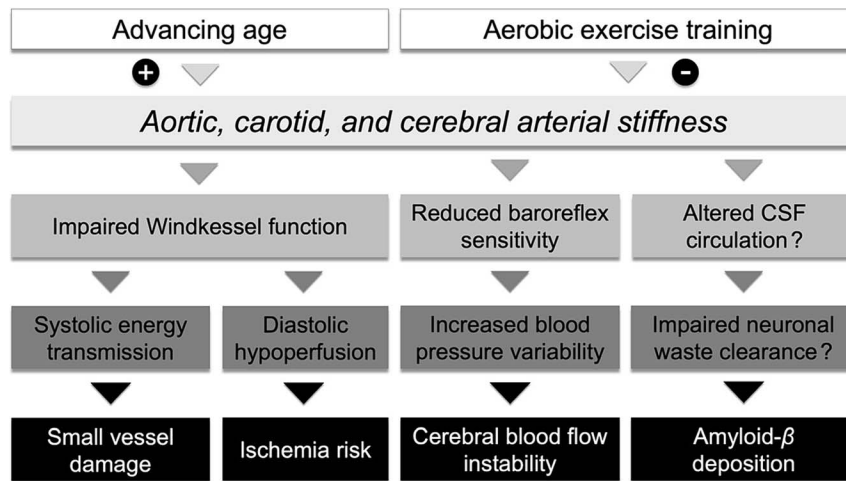 Advancing age
Aerobic exercise training
+
-
Aortic, carotid, and cerebral arterial stiffness
Impaired Windkessel function
Reduced baroreflex
sensitivity
Altered CSF
circulation?
Systolic energy
transmission
Diastolic
hypoperfusion
Increased blood
pressure variability
Impaired neuronal
waste clearance?
Small vessel
damage
Ischemia risk
Cerebral blood flow
instability
Amyloid-β
deposition